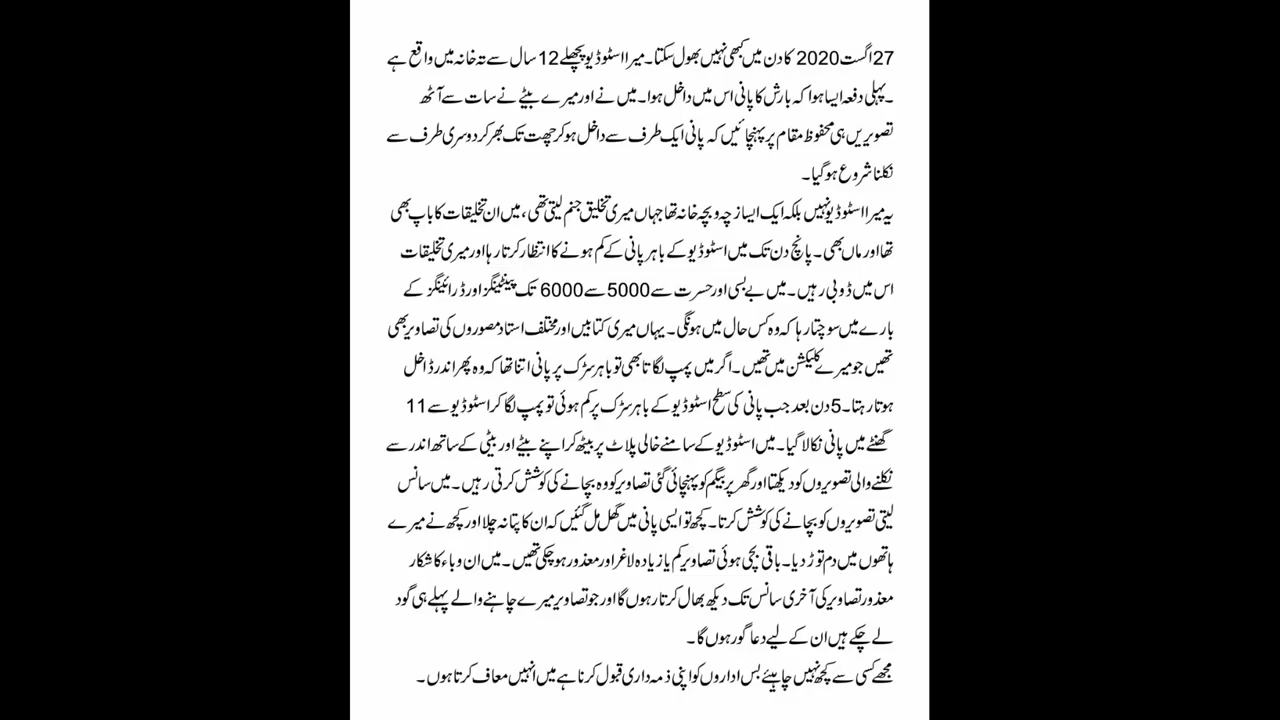 27 اگست 2020 کا دن میں کبھی نہیں بھول سکتا۔ میرا اسٹوڈیو پچھلے 12 سال سے تہ خانہ میں واقع ہے
۔ پہلی دفعہ ایسا ہوا کہ بارش کا پانی اس میں داخل ہوا۔ میں نے اور میرے بیٹے نے سات سے آٹھ
تصویریں ہی محفوظ مقام پر پہنچائیں کہ پانی ایک طرف سے داخل ہو کر چھت تک بھر کر دوسری طرف سے
نکلنا شروع ہو گیا۔
یہ میرا اسٹوڈیو نہیں بلکہ ایک ایسا زچہ و بچہ خانہ تھا جہاں میری تخلیق جنم لیتی تھی، میں ان تخلیقات کا باپ بھی
تھا اور ماں بھی۔ پانچ دن تک میں اسٹوڈیو کے باہر پانی کے کم ہونے کا انتظار کرتا رہا اور میری تخلیقات
اس میں ڈوبی رہیں۔ میں بے بسی اور حسرت سے 5000 سے 6000 تک پینٹینگز اور ڈرائینگز کے
بارے میں سوچتا رہا کہ وہ کس حال میں ہونگی۔ یہاں میری کتابیں اور مختلف استاد مصوروں کی تصاویر بھی
تھیں جو میرے کلیکشن میں تھیں۔ اگر میں پمپ لگاتا بھی تو باہر سڑک پر پانی اتنا تھا کہ وہ پھر اندر داخل
ہوتا رہتا۔ 5 دن بعد جب پانی کی سطح اسٹوڈیو کے باہر سڑک پر کم ہوئی تو پمپ لگا کر اسٹوڈیو سے 11
گھنٹے میں پانی نکالا گیا۔ میں اسٹوڈیو کے سامنے خالی پلاٹ پر بیٹھ کر اپنے بیٹے اور بیٹی کے ساتھ اندر سے
نکلنے والی تصویروں کو دیکھتا اور گھر پر بیگم کو پہنچائی گئی تصاویر کو وہ بچانے کی کوشش کرتی رہیں۔ میں سانس
لیتی تصویروں کو بچانے کی کوشش کرتا۔ کچھ تو ایسی پانی میں گھل مل گئیں کہ ان کا پتا نہ چلا اور کچھ نے میرے
ہاتھوں میں دم توڑ دیا۔ باقی بچی ہوئی تصاویر کم یا زیادہ لاغر اور معذور ہو چکی تھیں۔ میں ان وباء کا شکار
معذور تصاویر کی آخری سانس تک دیکھ بھال کرتا رہوں گا اور جو تصاویر میرے چاہنے والے پہلے ہی گود
لے چکے ہیں ان کے لیے دعا گو رہوں گا۔
مجھے کسی سے کچھ نہیں چاہیئے بس اداروں کو اپنی ذمہ داری قبول کرنا ہے میں انہیں معاف کرتا ہوں۔